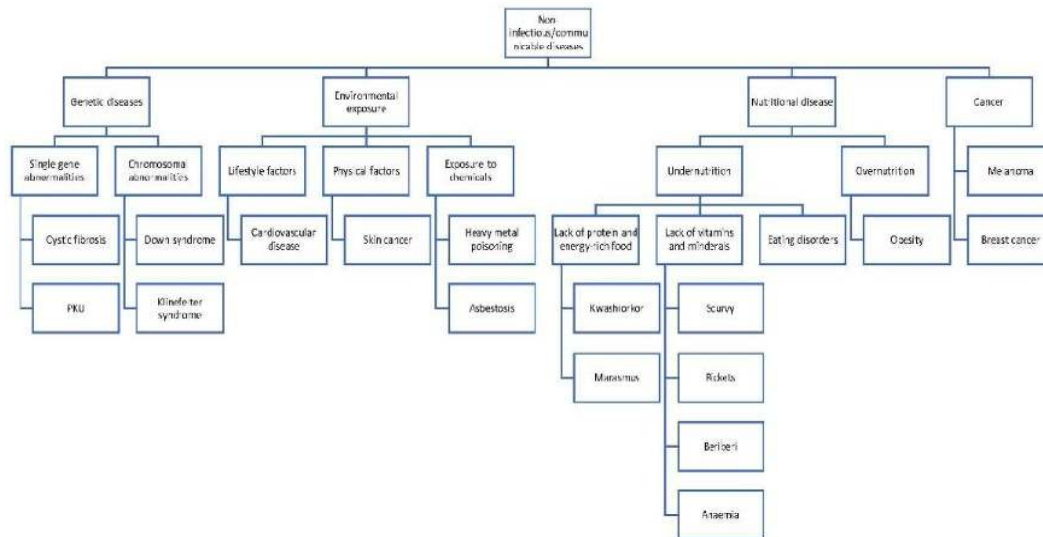 Non
infectious/commu
nicable diseases
Genetic diseases
Environmental
exposure
Nutritional disease
Cancer
Single gene
abnormalities
Chromosoma
abnormalities
Lifestyle factors
Physical factors
Exposure to
chemicals
Undernutrition
Overnutrition
Melanoma
Cystic fibrosis
Down syndrome
Cardiovascular
disease
Skin cancer
Heavy metal
poisoning
Lack of protein and
energy-rich food
Lack of vitamins
and minderals
Eating disorders
Obesity
Breast cancer
PKU
Klinefelter
syndrome
Asbestosis
Kwashiorkor
Scurvy
Marasmus
Rickets
Beriberi
Anaemia